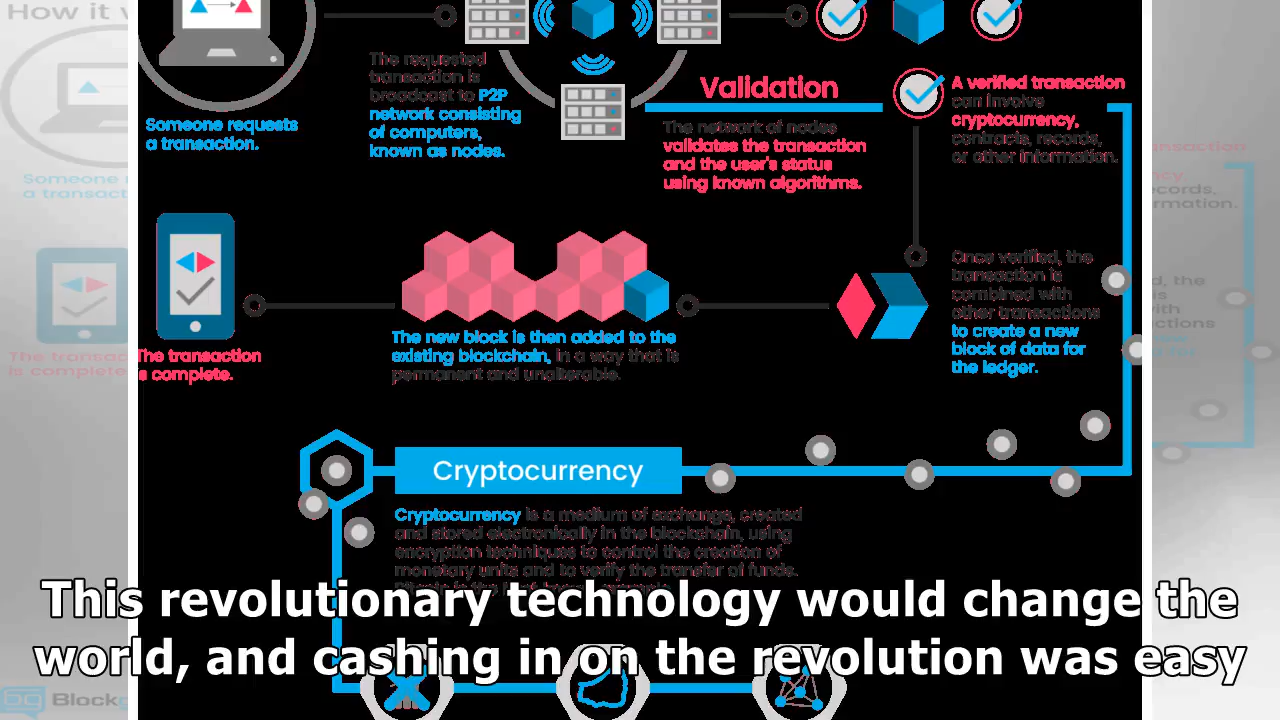 How it
Someone requests
a transaction.
The requested
transaction is
broadcast to P2P
network consisting
of computers,
known as nodes.
Validation
The network of nodes
validates the transaction
and the user's status
using known algorithms.
A verified transaction
can involve
cryptocurrency,
contracts, records,
or other information.
Once verified, the
transaction is
combined with
other transactions
to create a new
block of data for
the ledger.
The new block is then added to the
existing blockchain, in a way that is
permanent and unalterable.
The transaction
is complete.
Cryptocurrency
Cryptocurrency is a medium of exchange, created
and stored electronically in the blockchain, using
encryption techniques to control the creation of
monetary units and to verify the transfer of funds.
This revolutionary technology would change the
world, and cashing in on the revolution was easy